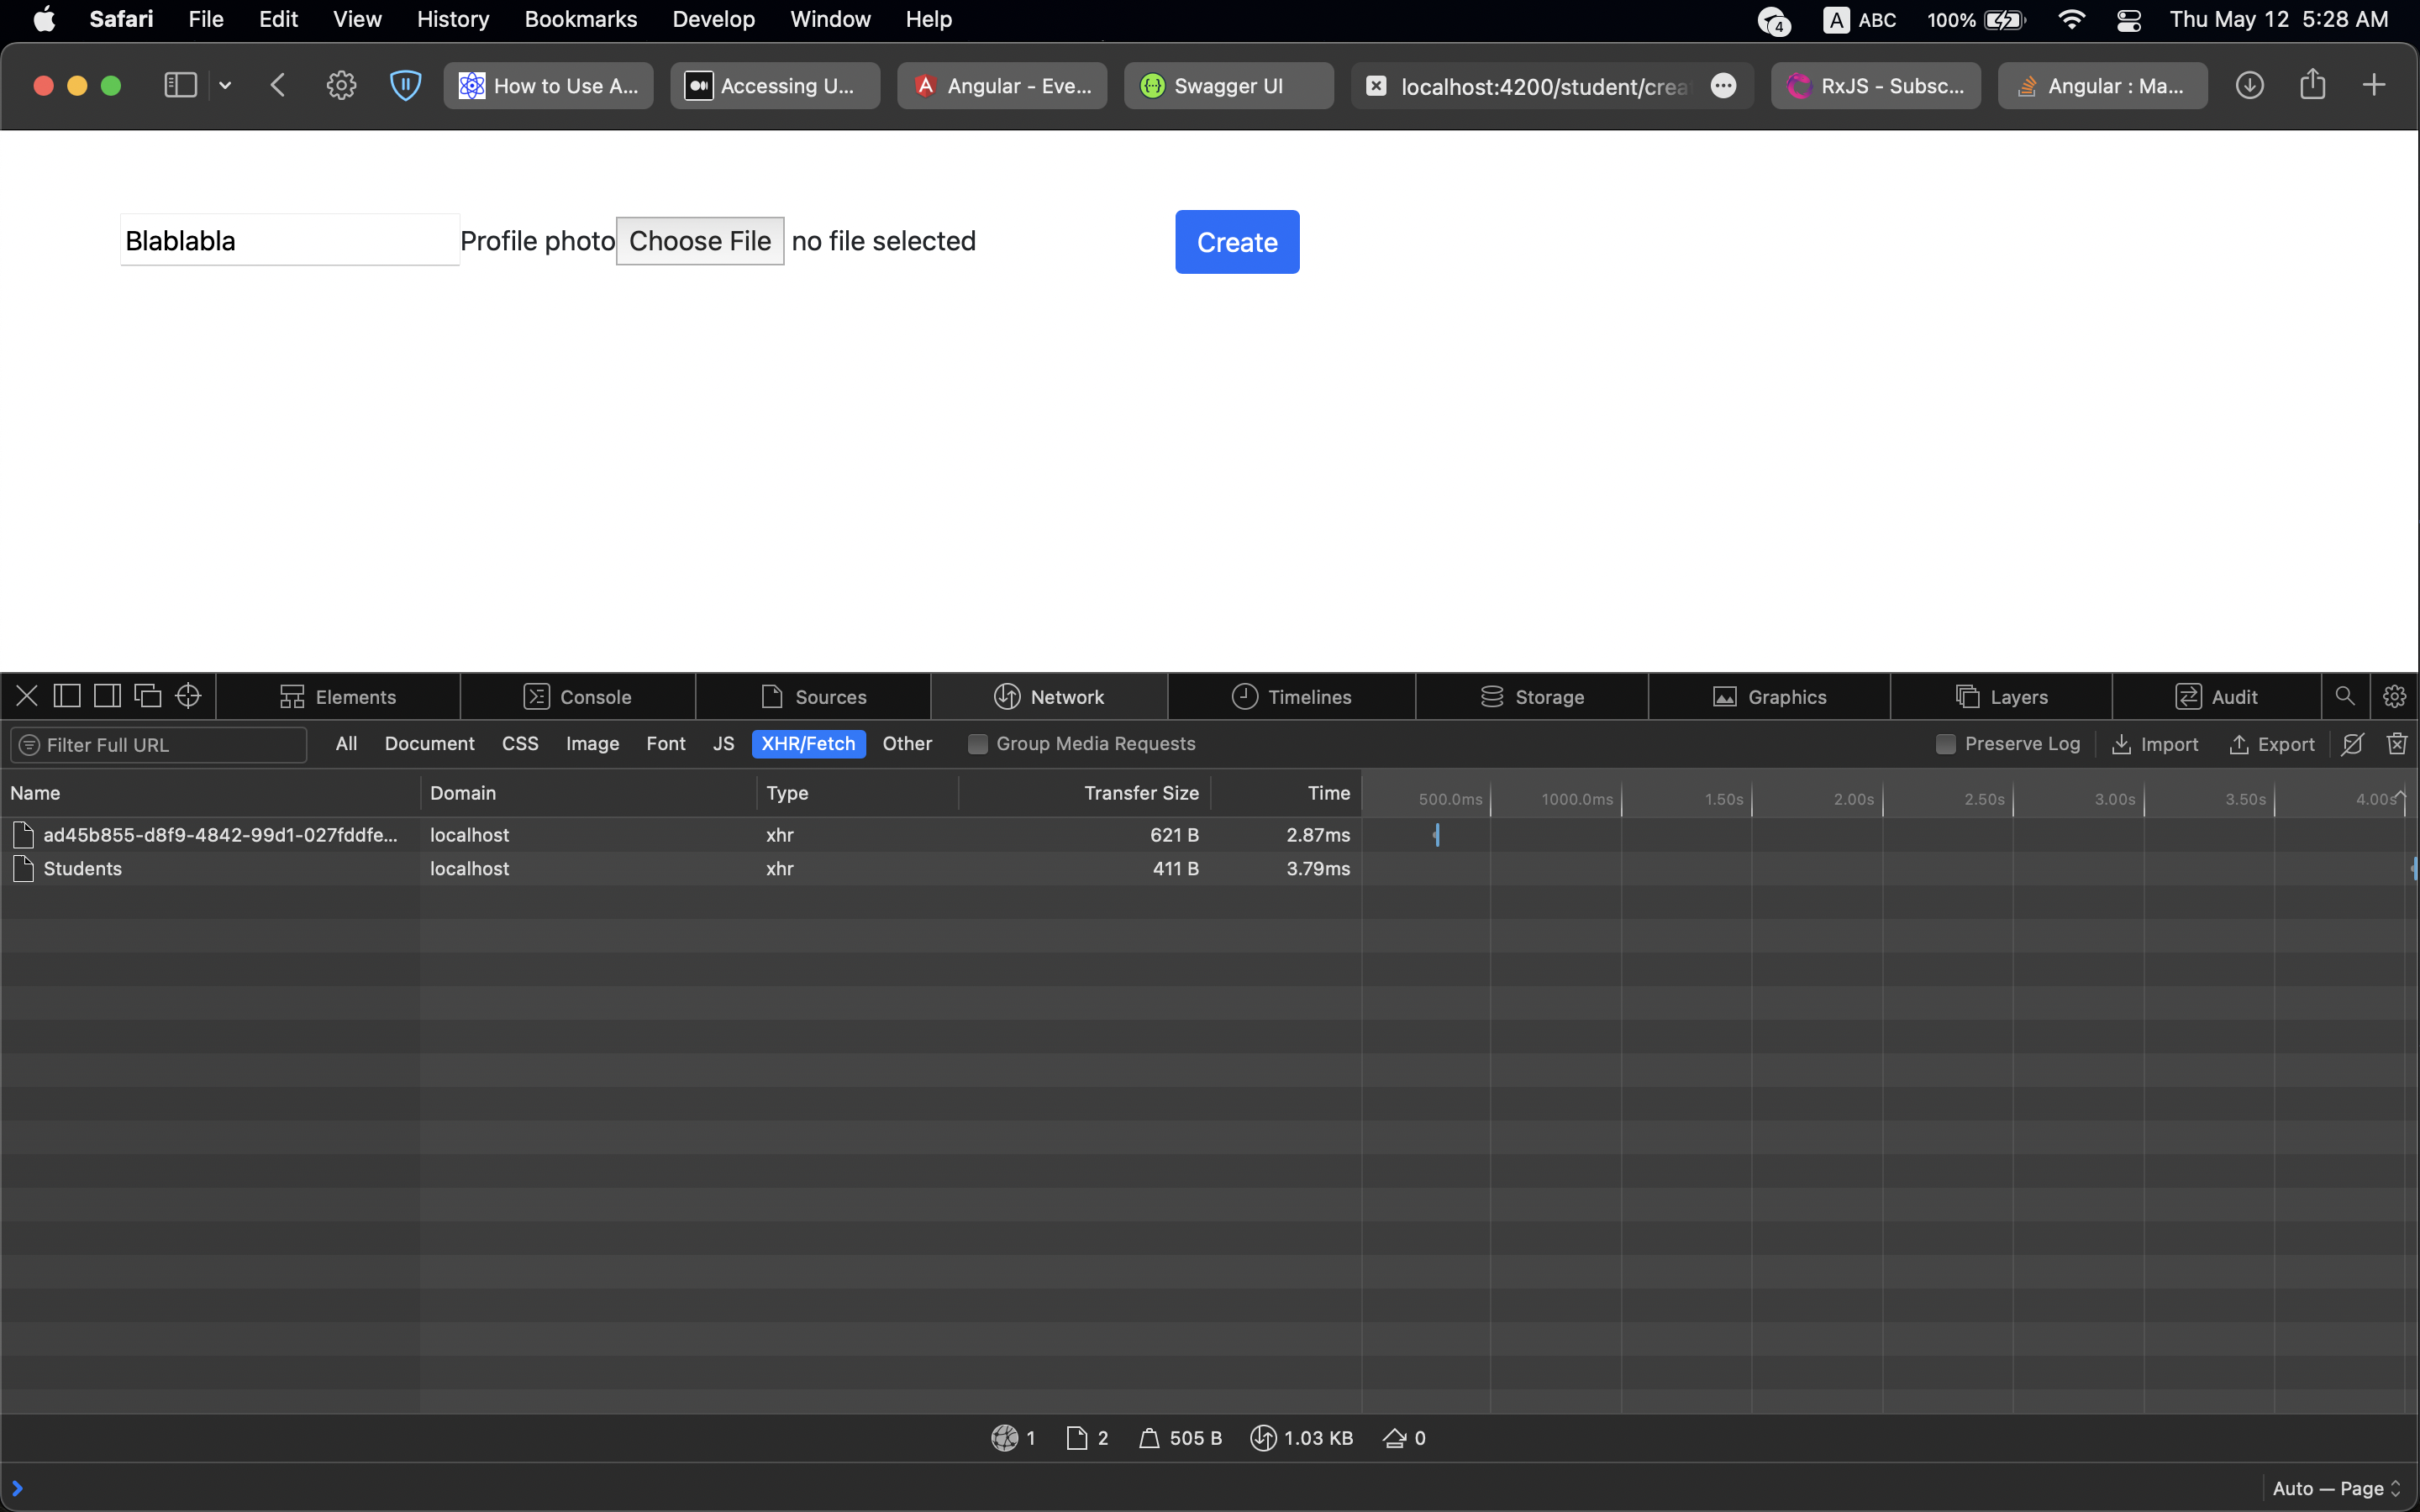 Safari File Edit View History Bookmarks Develop Window Help 4 A ABC 100% Thu May 12 5:28 AM
How to Use A... Accessing U... Angular - Eve... Swagger UI localhost:4200/student/crea RxJS - Subsc... Angular : Ma...
Blablabla Profile photo Choose File no file selected Create
Elements Console Sources Network Timelines Storage Graphics Layers Audit
Filter Full URL All Document CSS Image Font JS XHR/Fetch Other Group Media Requests Preserve Log Import Export
Name Domain Type Transfer Size Time 500.0ms 1000.0ms 1.50s 2.00s 2.50s 3.00s 3.50s 4.00s
ad45b855-d8f9-4842-99d1-027fddfe... localhost xhr 621 B 2.87ms
Students localhost xhr 411 B 3.79ms
1 2 505 B 1.03 KB 0
Auto — Page